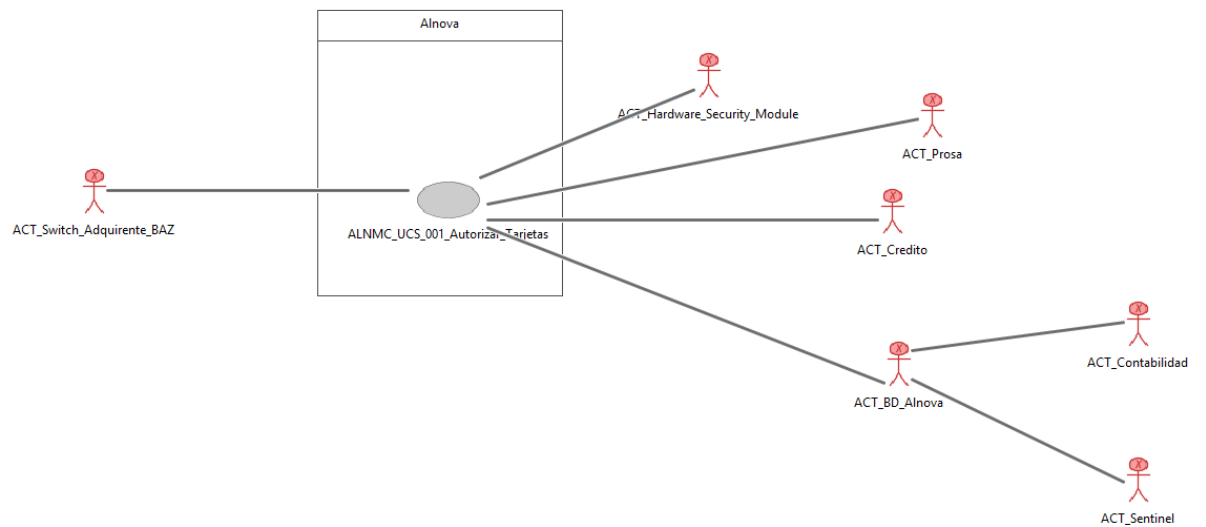 Alnova
ACT_Hardware_Security_Module
ACT_Prosa
ACT_Switch_Adquirente_BAZ
ALNMC_UCS_001_Autorizar_Tarjetas
ACT_Credito
ACT_Contabilidad
ACT_BD_Alnova
ACT_Sentinel